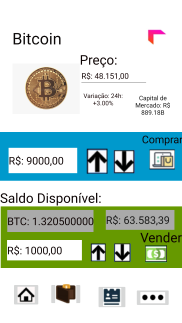 Bitcoin
Preço:
R$: 48.151,00
Variação: 24h:
+3,00%
Capital de
Mercado: R$
889.18B
Comprar
R$: 9000,00
Saldo Disponível:
BTC: 1.320500000
R$: 63.583,39
Vender
R$: 1000,00